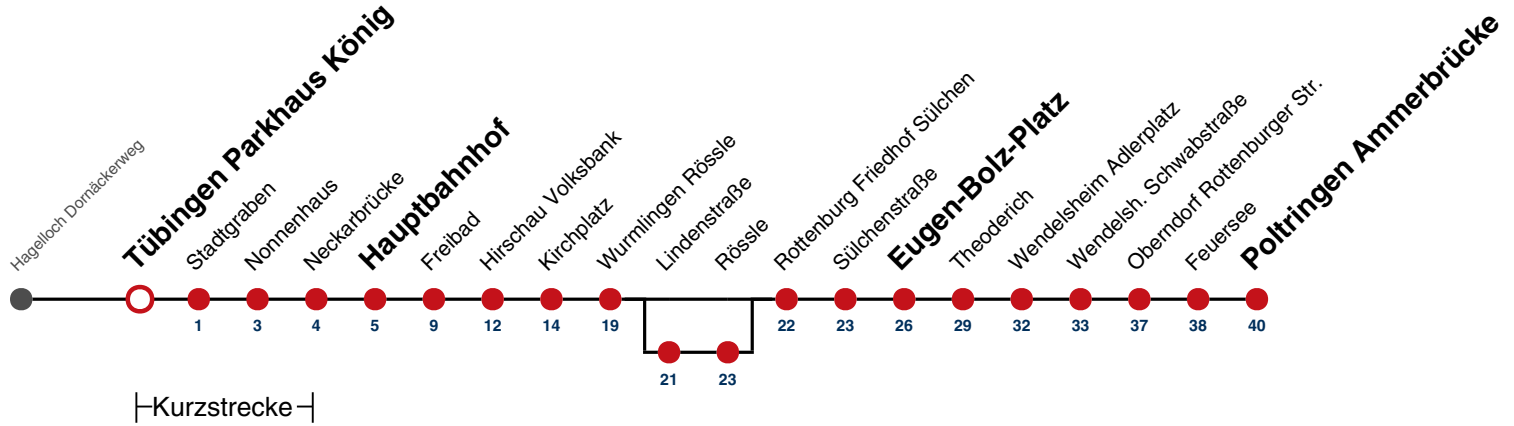 Hagelloch Dornäckerweg
Tübingen Parkhaus König
Stadtgraben
Nonnenhaus
Neckarbrücke
Hauptbahnhof
Freibad
Hirschau Volksbank
Kirchplatz
Wurmlingen Rössle
Lindenstraße
Rössle
Rottenburg Friedhof Sülchen
Sülchenstraße
Eugen-Bolz-Platz
Theoderich
Wendelsheim Adlerplatz
Wendelsh. Schwabstraße
Oberndorf Rottenburger Str.
Feuersee
Poltringen Ammerbrücke
1 3 4 5 9 12 14 19 22 23 26 29 32 33 37 38 40
21 23
Kurzstrecke